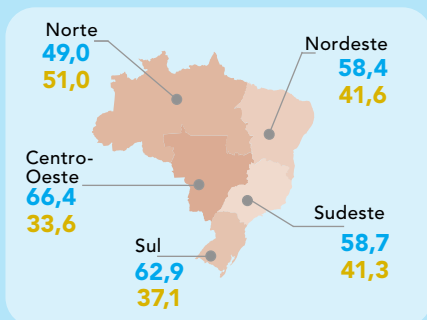 Norte
49,0
51,0
Nordeste
58,4
41,6
Centro-
Oeste
66,4
33,6
Sudeste
58,7
41,3
Sul
62,9
37,1